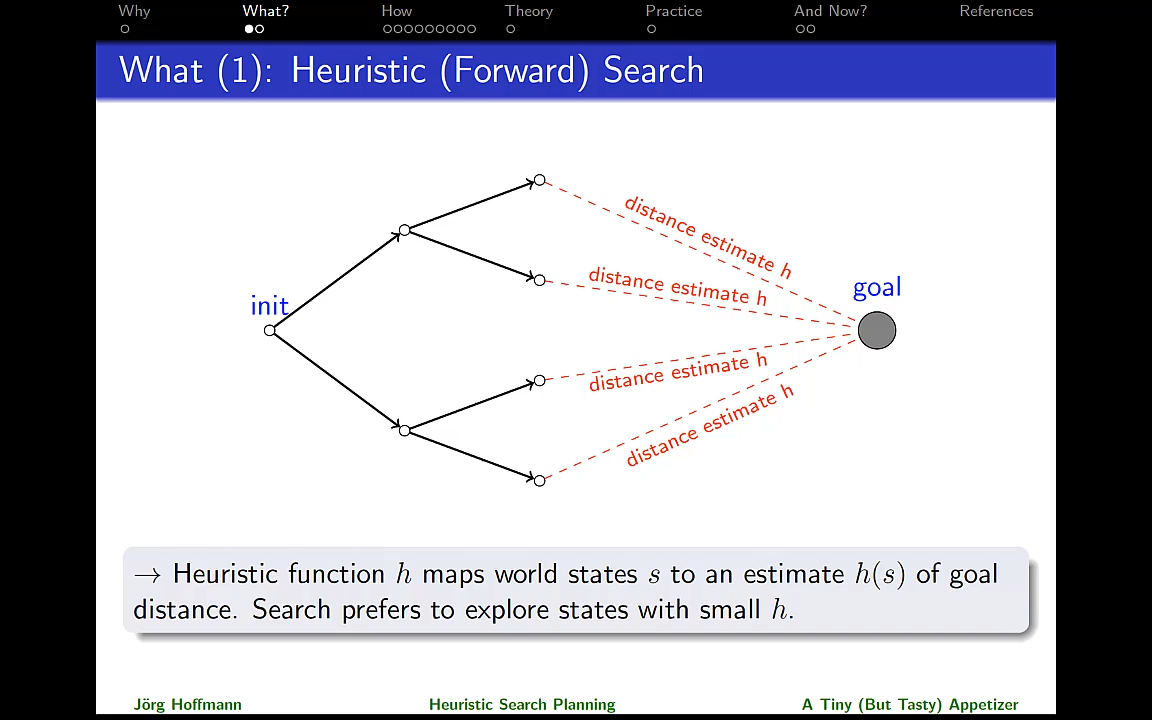 Why What? How Theory Practice And Now? References
What (1): Heuristic (Forward) Search
distance estimate h
distance estimate h
goal
init
distance estimate h
distance estimate h
→ Heuristic function h maps world states s to an estimate h(s) of goal
distance. Search prefers to explore states with small h.
Jörg Hoffmann Heuristic Search Planning A Tiny (But Tasty) Appetizer